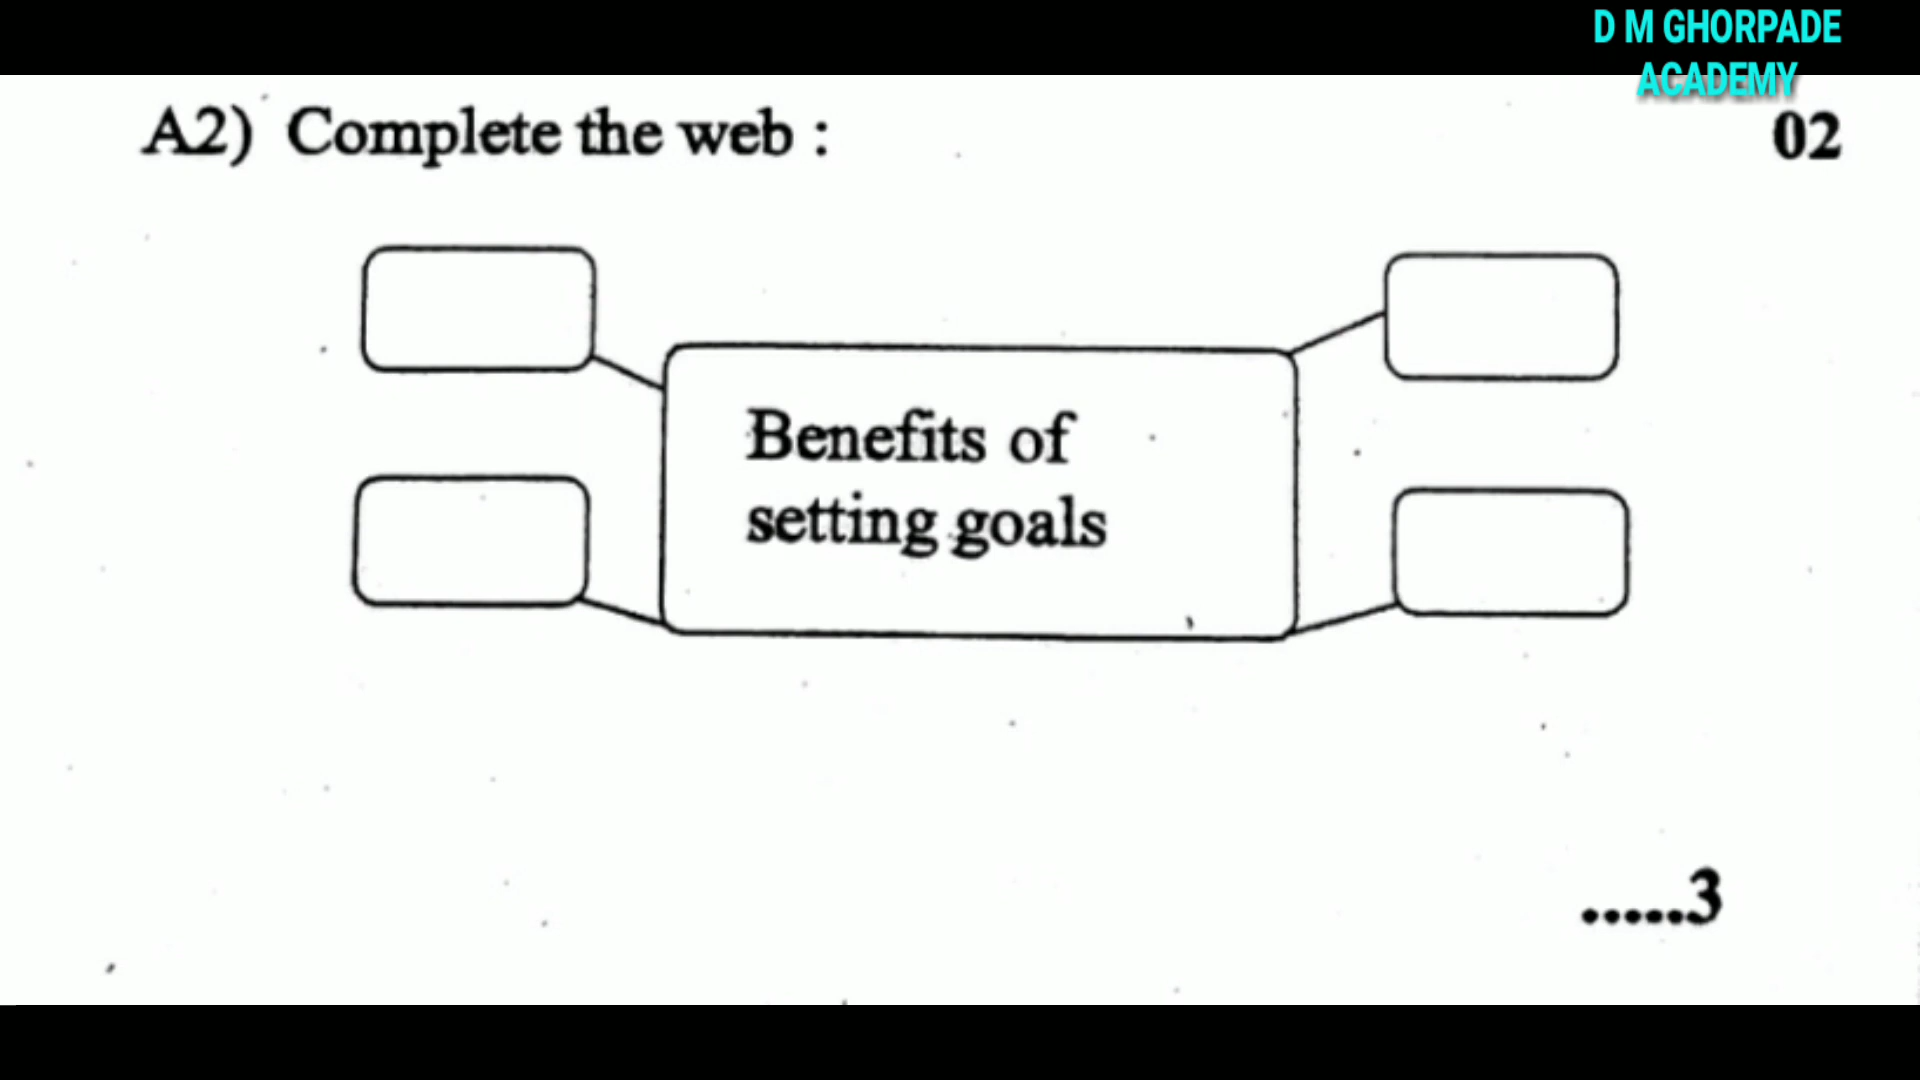 D M GHORPADE
ACADEMY
A2) Complete the web :
02
Benefits of
setting goals
......3